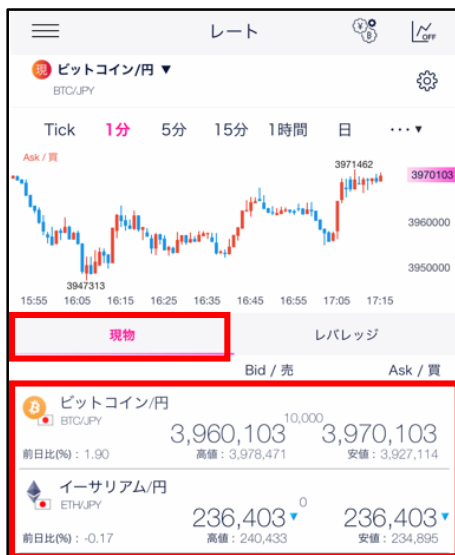 レート
¥ B
OFF
現 ビットコイン/円 ▼
BTC/JPY
Tick 1分 5分 15分 1時間 日 ••• ▼
Ask / 買
3971462
3970103
3960000
3950000
3947313
15:55 16:05 16:15 16:25 16:35 16:45 16:55 17:05 17:15
現物 レバレッジ
Bid / 売 Ask / 買
ビットコイン/円
BTC/JPY
3,960,103 10,000 3,970,103
前日比(%) : 1.90 高値 : 3,978,471 安値 : 3,927,114
イーサリアム/円
ETH/JPY
236,403 ▼ 0 236,403 ▼
前日比(%) : -0.17 高値 : 240,433 安値 : 234,895